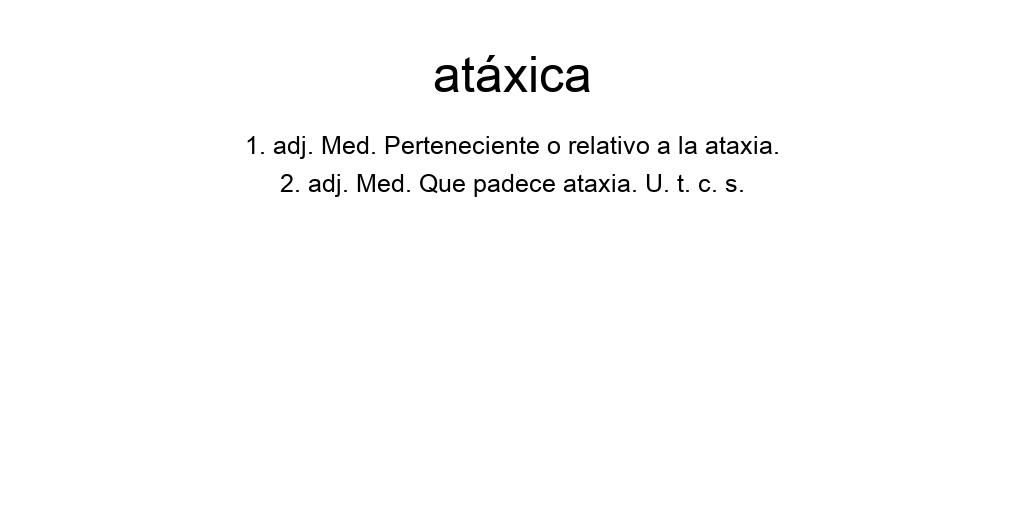 atáxica
1. adj. Med. Perteneciente o relativo a la ataxia.
2. adj. Med. Que padece ataxia. U. t. c. s.